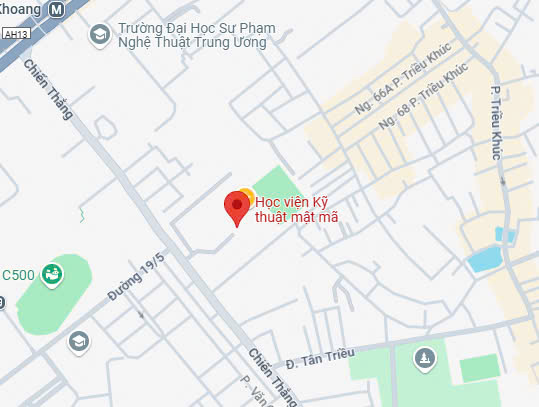 Khoang
M
AH13
Trường Đại Học Sư Phạm
Nghệ Thuật Trung Ương
Chiến Thắng
Ng. 66A P. Triều Khúc
Ng. 68 P. Triều Khúc
P. Triều Khúc
Học viện Kỹ
thuật mật mã
Đường 19/5
C500
Đ. Tân Triều
Chiến Thắng
P. Văn